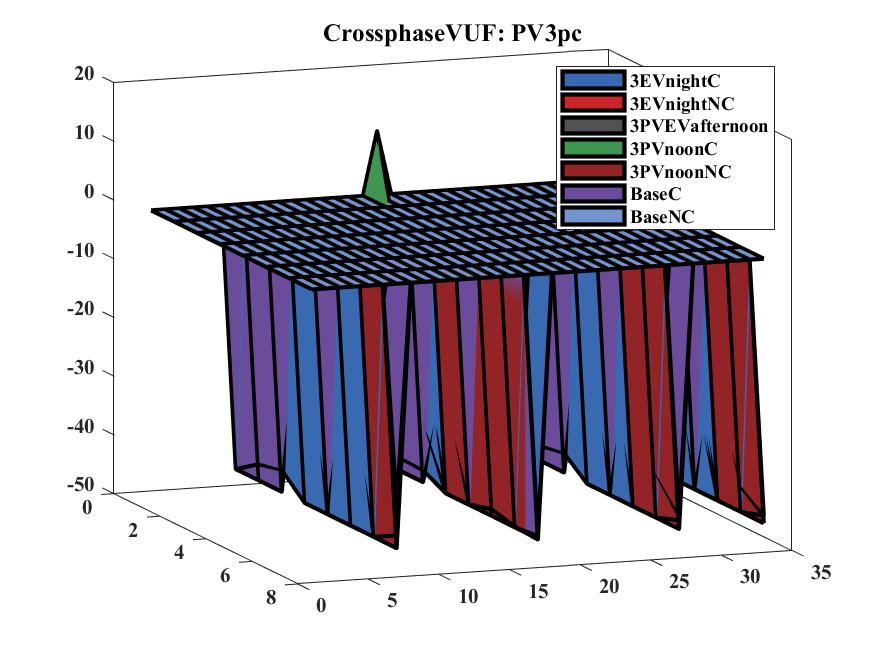 CrossphaseVUF: PV3pc
20
10
0
-10
-20
-30
-40
-50
3EVnightC
3EVnightNC
3PVEVafternoon
3PVnoonC
3PVnoonNC
BaseC
BaseNC
0
2
4
6
8
0
5
10
15
20
25
30
35